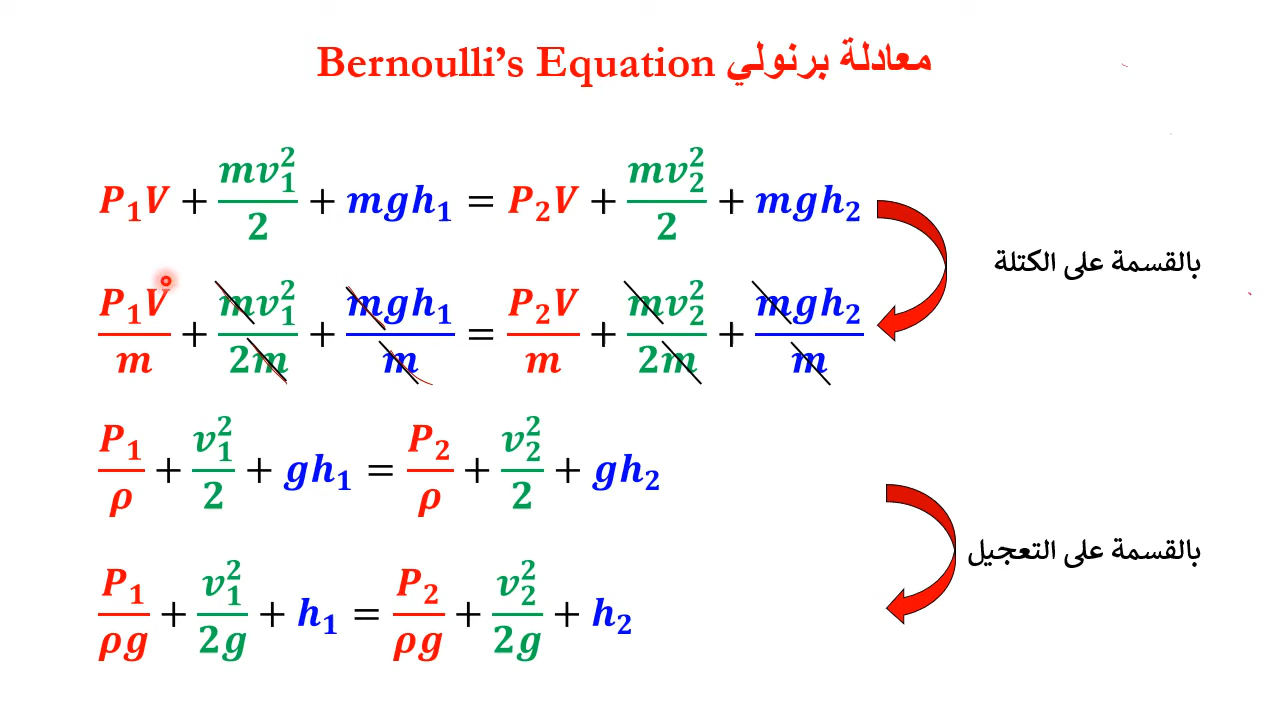 معادلة برنولي Bernoulli's Equation
P₁V + mv₁²/2 + mgh₁ = P₂V + mv₂²/2 + mgh₂
بالقسمة على الكتلة
P₁V/m + mv₁²/2m + mgh₁/m = P₂V/m + mv₂²/2m + mgh₂/m
P₁/ρ + v₁²/2 + gh₁ = P₂/ρ + v₂²/2 + gh₂
بالقسمة على التعجيل
P₁/ρg + v₁²/2g + h₁ = P₂/ρg + v₂²/2g + h₂